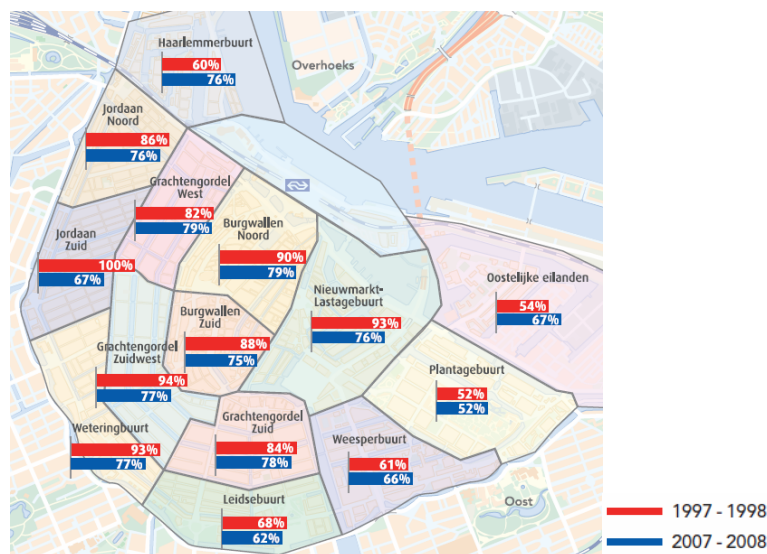 Haarlemmerbuurt
60%
76%
Overhoeks
Jordaan
Noord
86%
76%
Grachtengordel
West
82%
79%
Burgwallen
Noord
90%
79%
Jordaan
Zuid
100%
67%
Nieuwmarkt-
Lastagebuurt
93%
76%
Oostelijke eilanden
54%
67%
Burgwallen
Zuid
88%
75%
Grachtengordel
Zuidwest
94%
77%
Plantagebuurt
52%
52%
Weteringbuurt
93%
77%
Grachtengordel
Zuid
84%
78%
Weesperbuurt
61%
66%
Leidsebuurt
68%
62%
Oost
1997 - 1998
2007 - 2008